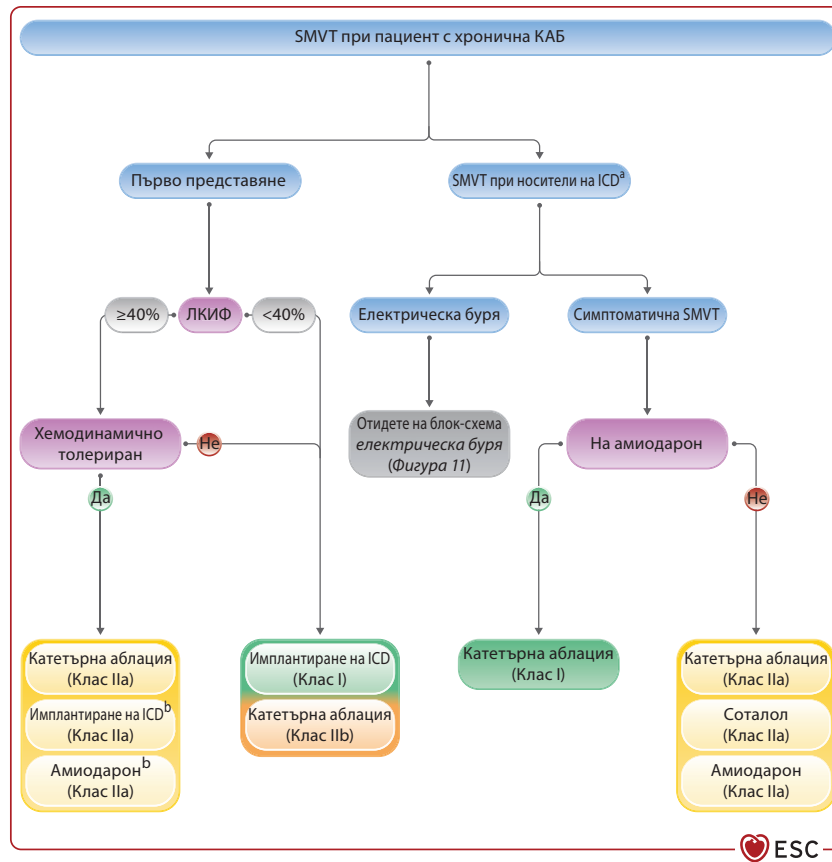 SMVT при пациент с хронична КАБ
Първо представяне
SMVT при носители на ICDa
≥40%
ЛКИФ
<40%
Електрическа буря
Симптоматична SMVT
Хемодинамично
толериран
Не
Отидете на блок-схема
електрическа буря
(Фигура 11)
На амиодарон
Да
Да
Не
Катетърна аблация
(Клас IIa)
Имплантиране на ICDb
(Клас IIa)
Амиодаронb
(Клас IIa)
Имплантиране на ICD
(Клас I)
Катетърна аблация
(Клас IIb)
Катетърна аблация
(Клас I)
Катетърна аблация
(Клас IIa)
Соталол
(Клас IIa)
Амиодарон
(Клас IIa)
ESC